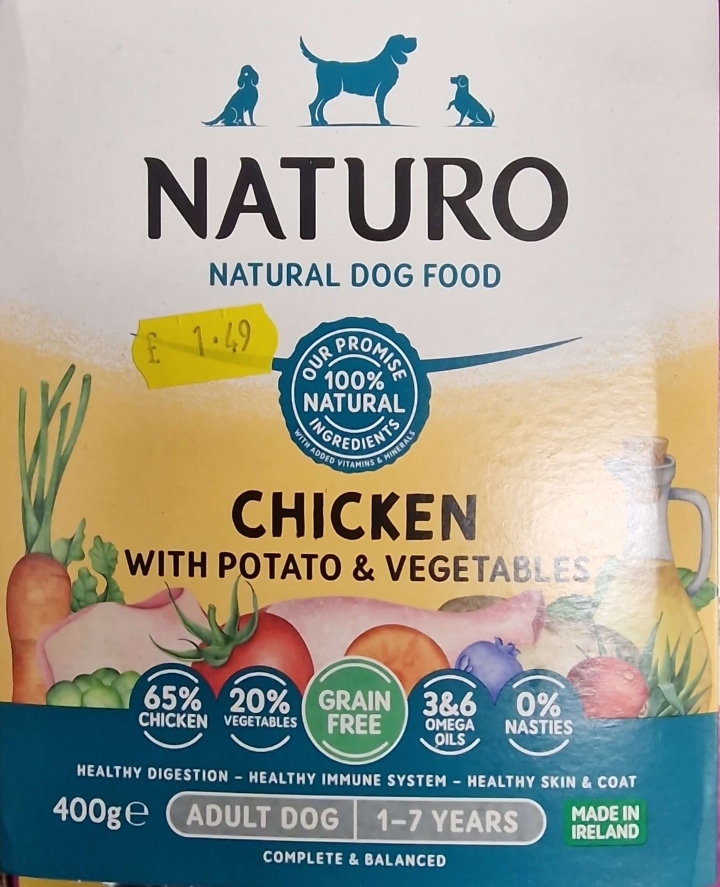 NATURO
NATURAL DOG FOOD
£ 1.49
OUR PROMISE
100%
NATURAL
INGREDIENTS
WITH ADDED VITAMINS & MINERALS
CHICKEN
WITH POTATO & VEGETABLES
65%
CHICKEN
20%
VEGETABLES
GRAIN
FREE
3&6
OMEGA
OILS
0%
NASTIES
HEALTHY DIGESTION – HEALTHY IMMUNE SYSTEM – HEALTHY SKIN & COAT
400g℮
ADULT DOG
1–7 YEARS
MADE IN
IRELAND
COMPLETE & BALANCED